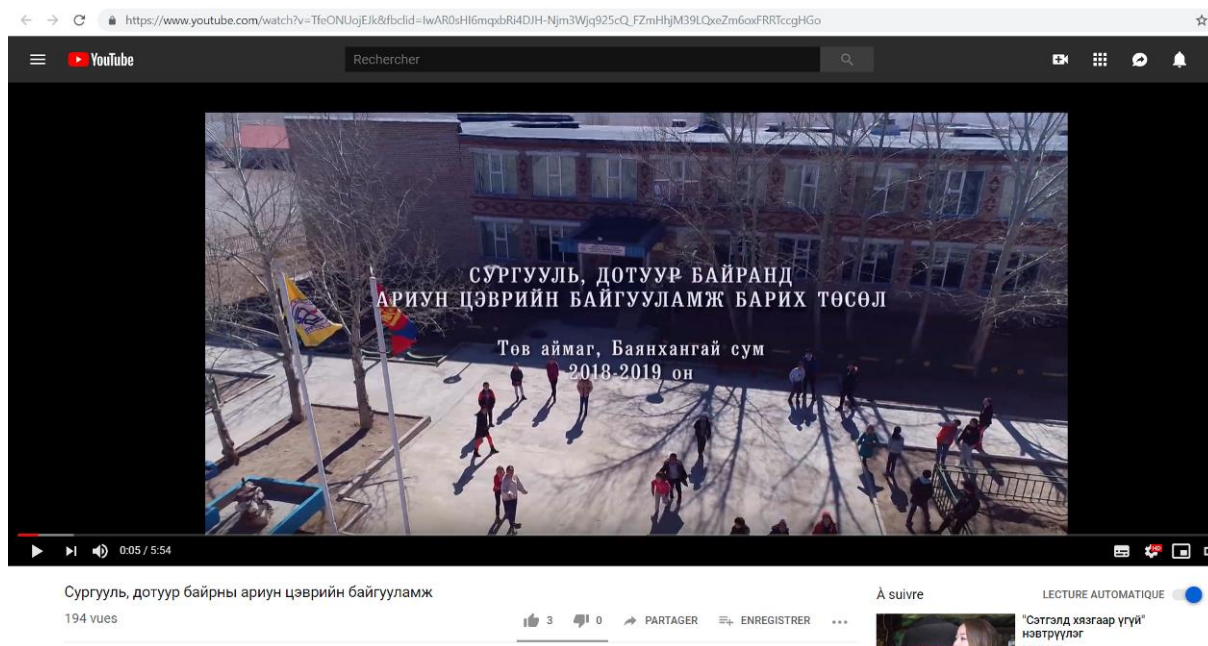 https://www.youtube.com/watch?v=TfeONUojEJk&fbclid=IwAR0sHI6mqxbRi4DJH-Njm3Wjq925cQ_FZmHhjM39LQxeZm6oxFRRTccgHGo
YouTube
Rechercher
СУРГУУЛЬ, ДОТУУР БАЙРАНД
АРИУН ЦЭВРИЙН БАЙГУУЛАМЖ БАРИХ ТӨСӨЛ
Төв аймаг, Баянхангай сум
2018-2019 он
0:05 / 5:54
HD
Сургууль, дотуур байрны ариун цэврийн байгууламж
194 vues
3
0
PARTAGER
ENREGISTRER
À suivre
LECTURE AUTOMATIQUE
"Сэтгэлд хязгаар үгүй"
нэвтрүүлэг